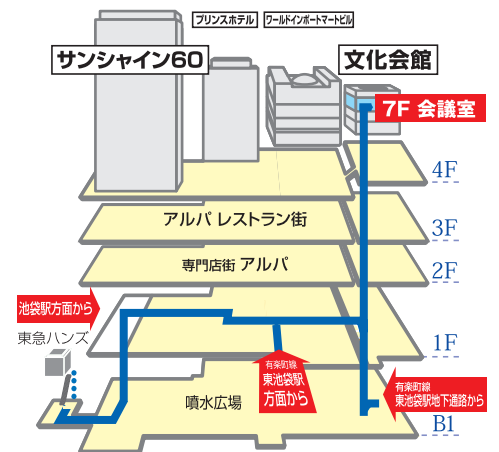 プリンスホテル
ワールドインポートマートビル
サンシャイン60
文化会館
7F 会議室
4F
アルパ レストラン街
3F
専門店街 アルパ
2F
池袋駅方面から
東急ハンズ
1F
有楽町線
東池袋駅
方面から
有楽町線
東池袋駅地下通路から
噴水広場
B1